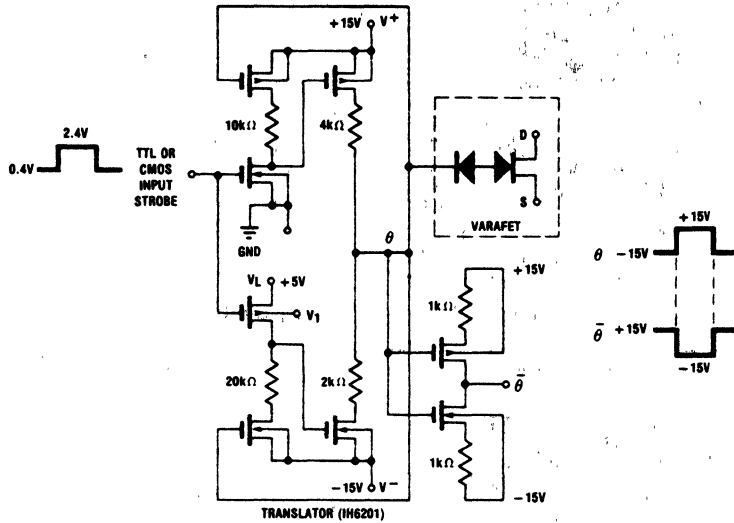 +15V V+
10kΩ
4kΩ
2.4V
0.4V
TTL OR
CMOS
INPUT
STROBE
GND
D
S
VARAFET
θ
+15V
θ -15V
VL +5V
V1
1kΩ
+15V
θ̄ +15V
-15V
θ̄
20kΩ
2kΩ
1kΩ
-15V V−
-15V
TRANSLATOR (IH6201)